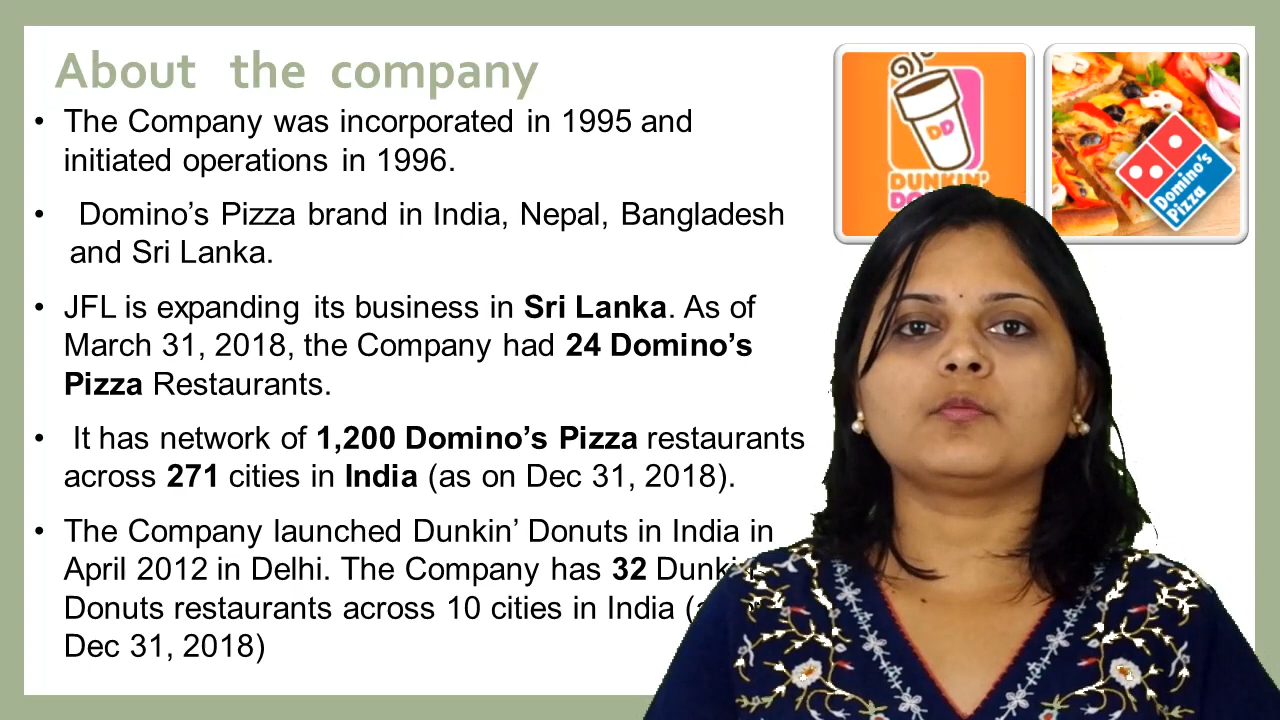 About the company
• The Company was incorporated in 1995 and
initiated operations in 1996.
• Domino’s Pizza brand in India, Nepal, Bangladesh
and Sri Lanka.
• JFL is expanding its business in Sri Lanka. As of
March 31, 2018, the Company had 24 Domino’s
Pizza Restaurants.
• It has network of 1,200 Domino’s Pizza restaurants
across 271 cities in India (as on Dec 31, 2018).
• The Company launched Dunkin’ Donuts in India in
April 2012 in Delhi. The Company has 32
Donuts restaurants across 10 cities in India
Dec 31, 2018)
DD
DUNKIN’
Domino’s
Pizza